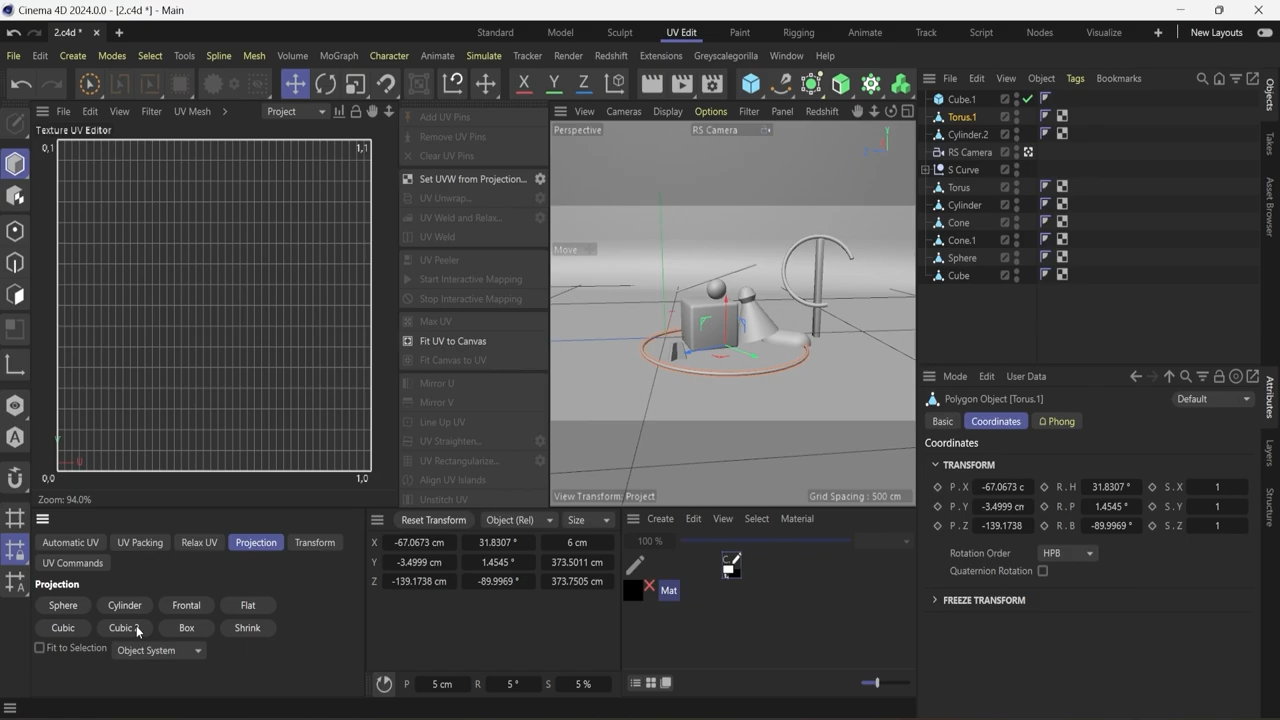 Cinema 4D 2024.0.0 - [2.c4d *] - Main
2.c4d* Standard Model Sculpt UV Edit Paint Rigging Animate Track Script Nodes Visualize New Layouts
File Edit Create Modes Select Tools Spline Mesh Volume MoGraph Character Animate Simulate Tracker Render Redshift Extensions Greyscalegorilla Window Help
X Y Z
File Edit View Object Tags Bookmarks
File Edit View Filter UV Mesh Project
Texture UV Editor
0,1 1,1
V
U
0,0 1,0
Zoom: 94.0%
Add UV Pins
Remove UV Pins
Clear UV Pins
Set UVW from Projection...
UV Unwrap...
UV Weld and Relax...
UV Weld
UV Peeler
Start Interactive Mapping
Stop Interactive Mapping
Max UV
Fit UV to Canvas
Fit Canvas to UV
Mirror U
Mirror V
Line Up UV
UV Straighten...
UV Rectangularize...
Align UV Islands
Unstitch UV
View Cameras Display Options Filter Panel Redshift
Perspective RS Camera
Y
Move
View Transform: Project Grid Spacing : 500 cm
Cube.1
Torus.1
Cylinder.2
RS Camera
S Curve
Torus
Cylinder
Cone
Cone.1
Sphere
Cube
Objects
Takes
Asset Browser
Mode Edit User Data
Polygon Object [Torus.1] Default
Basic Coordinates Phong
Coordinates
TRANSFORM
P . X -67.0673 c R . H 31.8307 ° S . X 1
P . Y -3.4999 cn R . P 1.4545 ° S . Y 1
P . Z -139.1738 R . B -89.9969 ° S . Z 1
Rotation Order HPB
Quaternion Rotation
FREEZE TRANSFORM
Attributes
Layers
Structure
Automatic UV UV Packing Relax UV Projection Transform
UV Commands
Projection
Sphere Cylinder Frontal Flat
Cubic Cubic 2 Box Shrink
Fit to Selection Object System
Reset Transform Object (Rel) Size
X -67.0673 cm 31.8307 ° 6 cm
Y -3.4999 cm 1.4545 ° 373.5011 cm
Z -139.1738 cm -89.9969 ° 373.7505 cm
P 5 cm R 5 ° S 5 %
Create Edit View Select Material
100 %
C
Mat